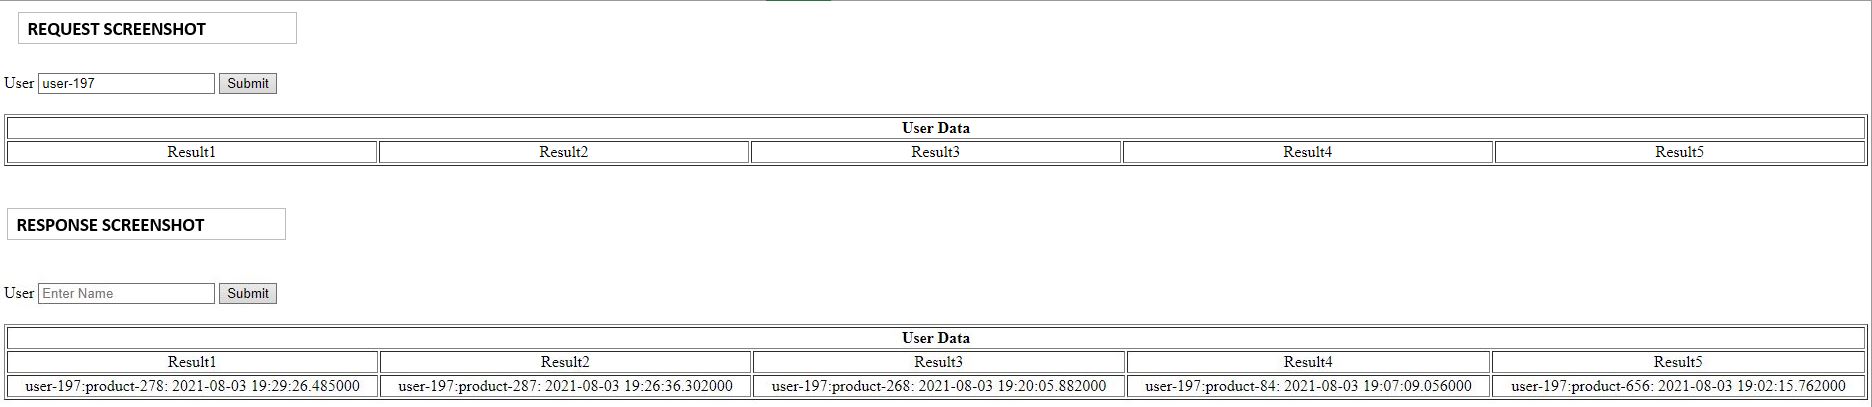 REQUEST SCREENSHOT
User user-197 Submit
User Data
Result1 Result2 Result3 Result4 Result5
RESPONSE SCREENSHOT
User Enter Name Submit
User Data
Result1 Result2 Result3 Result4 Result5
user-197:product-278: 2021-08-03 19:29:26.485000 user-197:product-287: 2021-08-03 19:26:36.302000 user-197:product-268: 2021-08-03 19:20:05.882000 user-197:product-84: 2021-08-03 19:07:09.056000 user-197:product-656: 2021-08-03 19:02:15.762000